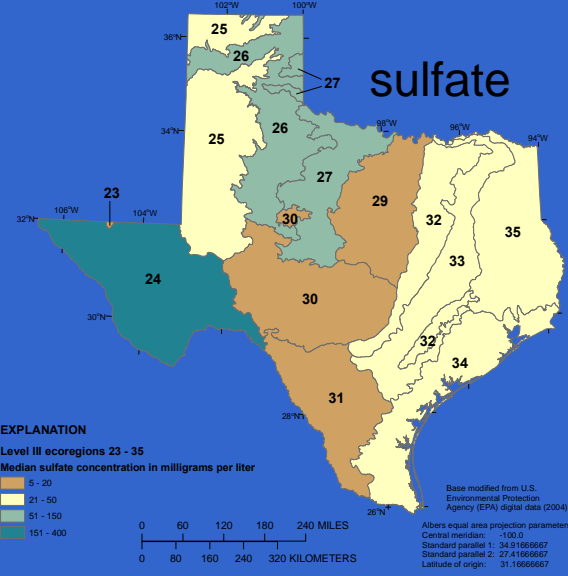 102°W
100°W
25
36°N
26
27
sulfate
34°N
26
98°W
96°W
94°W
25
27
23
29
32°N
106°W
104°W
30
32
35
33
24
30
30°N
32
34
31
28°N
EXPLANATION
Level III ecoregions 23 - 35
Median sulfate concentration in milligrams per liter
5 - 20
21 - 50
51 - 150
151 - 400
26°N
0 60 120 180 240 MILES
0 80 160 240 320 KILOMETERS
Base modified from U.S.
Environmental Protection
Agency (EPA) digital data (2004)
Albers equal area projection parameters:
Central meridian: -100.0
Standard parallel 1: 34.91666667
Standard parallel 2: 27.41666667
Latitude of origin: 31.16666667